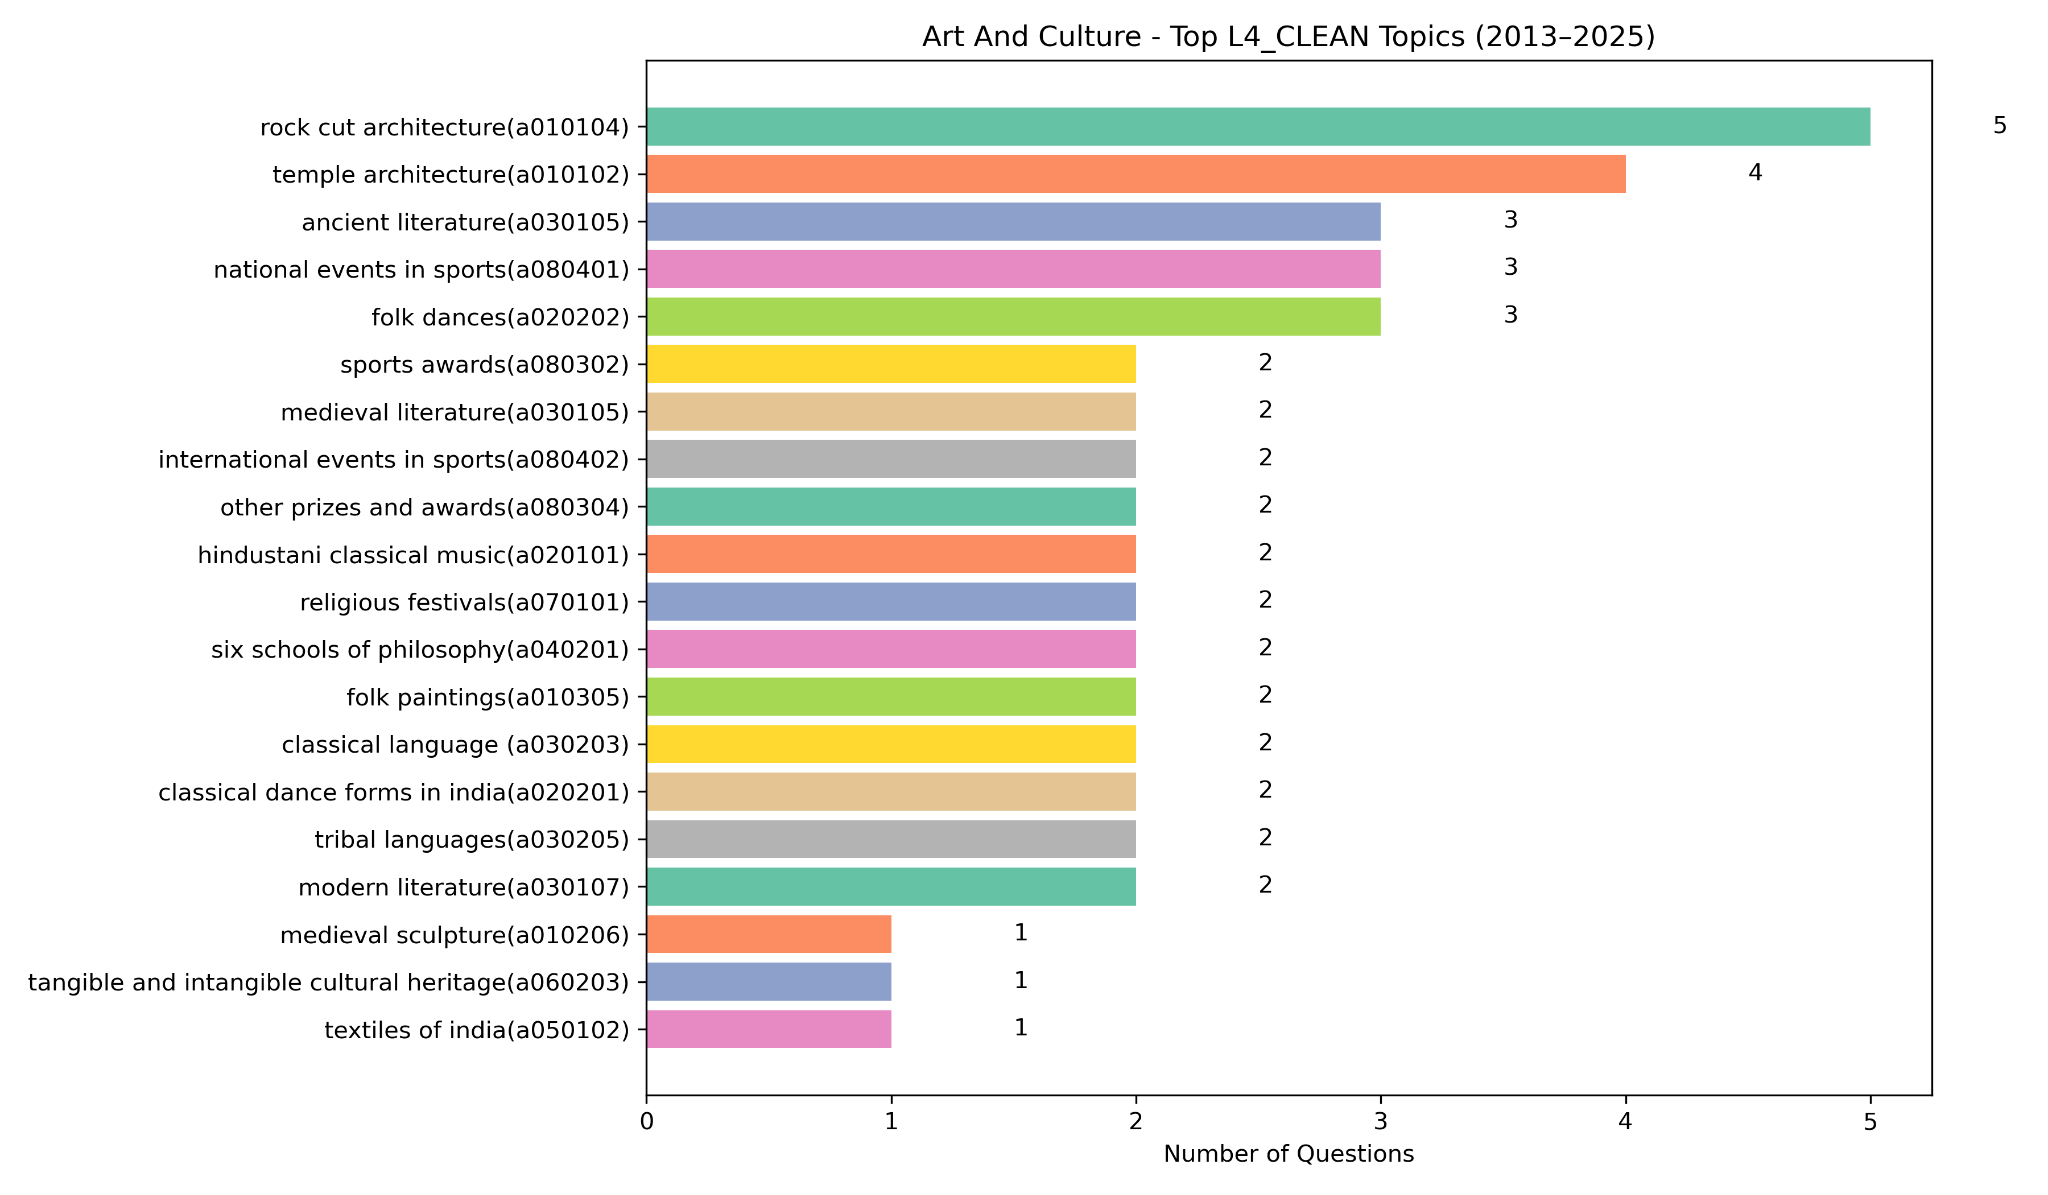 Art And Culture - Top L4_CLEAN Topics (2013–2025)
rock cut architecture(a010104) 5
temple architecture(a010102) 4
ancient literature(a030105) 3
national events in sports(a080401) 3
folk dances(a020202) 3
sports awards(a080302) 2
medieval literature(a030105) 2
international events in sports(a080402) 2
other prizes and awards(a080304) 2
hindustani classical music(a020101) 2
religious festivals(a070101) 2
six schools of philosophy(a040201) 2
folk paintings(a010305) 2
classical language (a030203) 2
classical dance forms in india(a020201) 2
tribal languages(a030205) 2
modern literature(a030107) 2
medieval sculpture(a010206) 1
tangible and intangible cultural heritage(a060203) 1
textiles of india(a050102) 1
0 1 2 3 4 5
Number of Questions